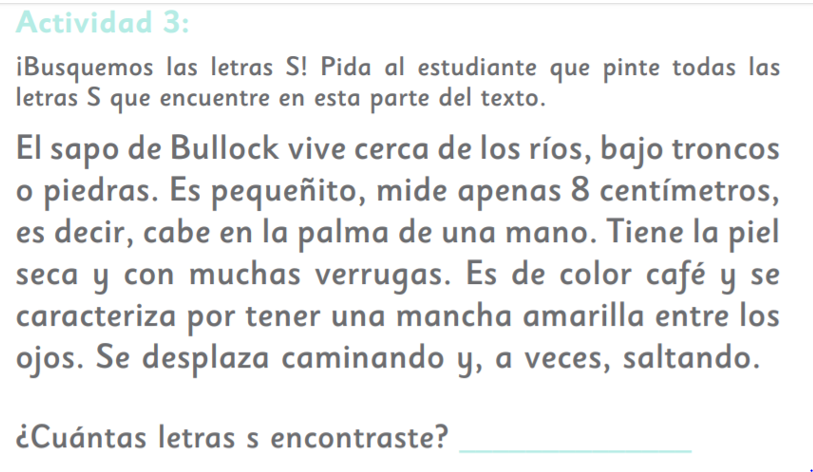 Actividad 3:
¡Busquemos las letras S! Pida al estudiante que pinte todas las
letras S que encuentre en esta parte del texto.
El sapo de Bullock vive cerca de los ríos, bajo troncos
o piedras. Es pequeñito, mide apenas 8 centímetros,
es decir, cabe en la palma de una mano. Tiene la piel
seca y con muchas verrugas. Es de color café y se
caracteriza por tener una mancha amarilla entre los
ojos. Se desplaza caminando y, a veces, saltando.
¿Cuántas letras s encontraste? _______________